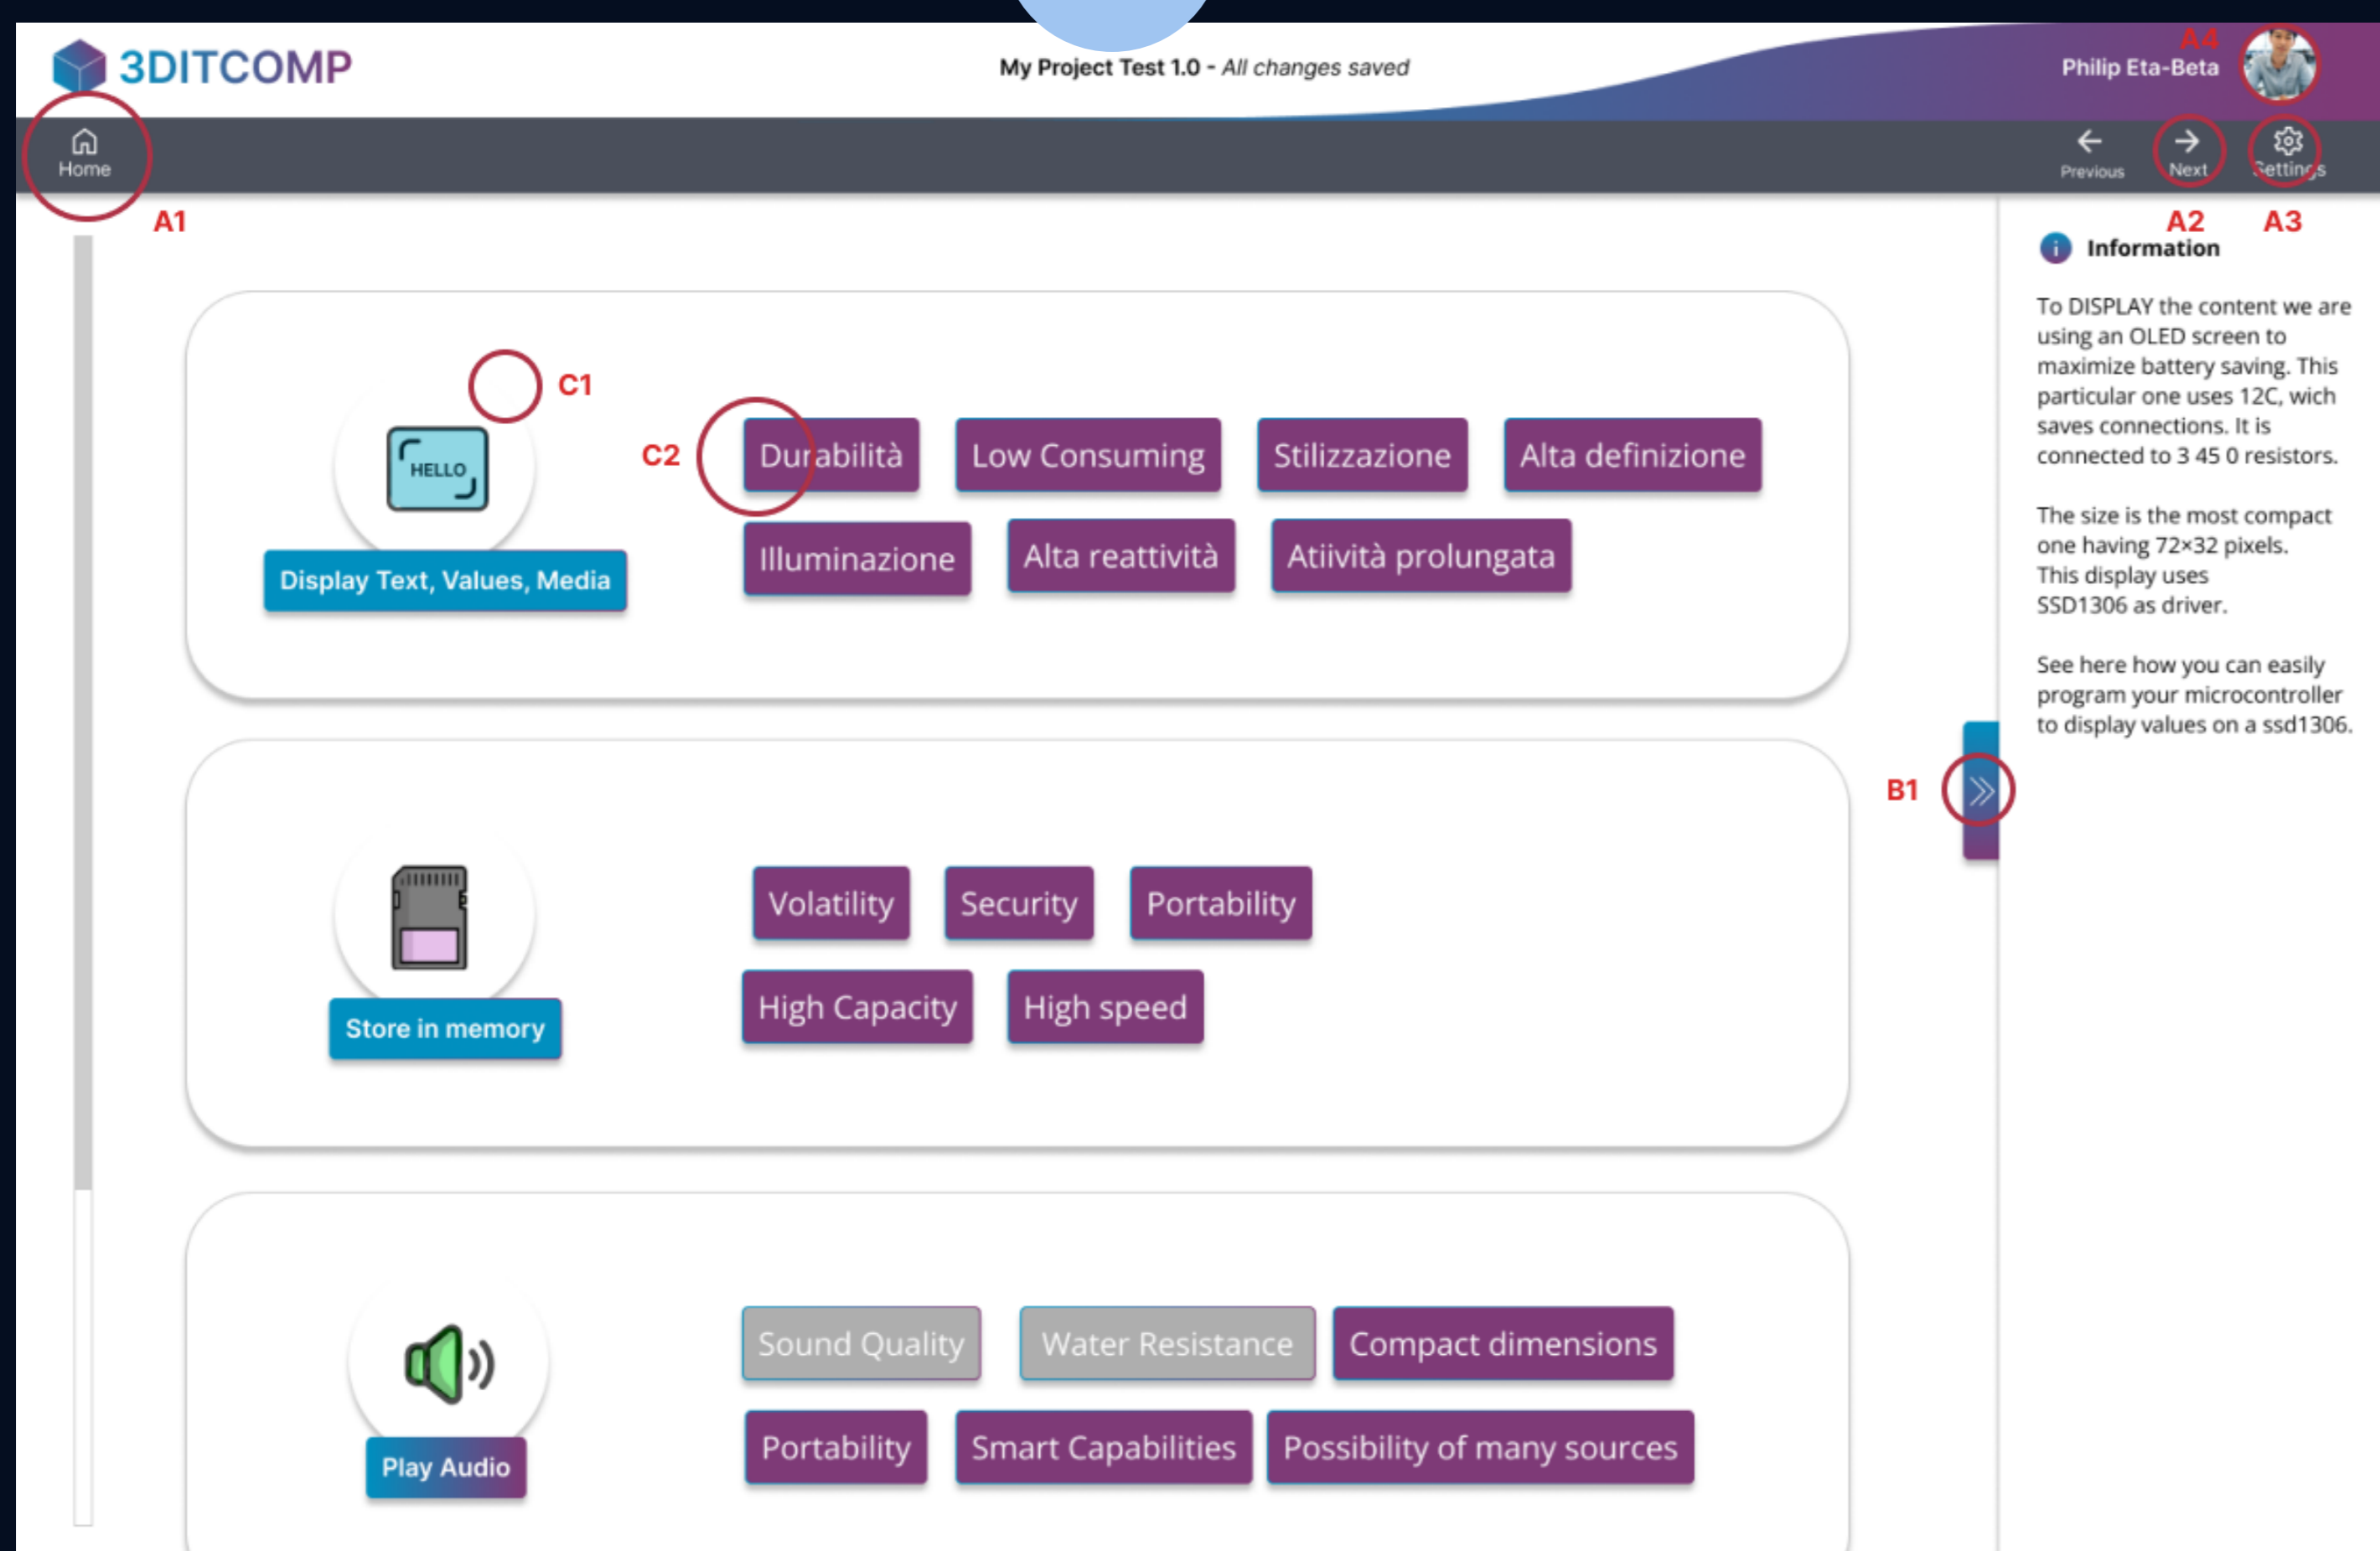 3DITCOMP
My Project Test 1.0 - All changes saved
A4
Philip Eta-Beta
Home
Previous
Next
Settings
A1
A2
A3
C1
HELLO
Display Text, Values, Media
C2
Durabilità
Low Consuming
Stilizzazione
Alta definizione
Illuminazione
Alta reattività
Atiività prolungata
Store in memory
Volatility
Security
Portability
High Capacity
High speed
Play Audio
Sound Quality
Water Resistance
Compact dimensions
Portability
Smart Capabilities
Possibility of many sources
B1
i
Information
To DISPLAY the content we are
using an OLED screen to
maximize battery saving. This
particular one uses 12C, wich
saves connections. It is
connected to 3 45 0 resistors.
The size is the most compact
one having 72×32 pixels.
This display uses
SSD1306 as driver.
See here how you can easily
program your microcontroller
to display values on a ssd1306.